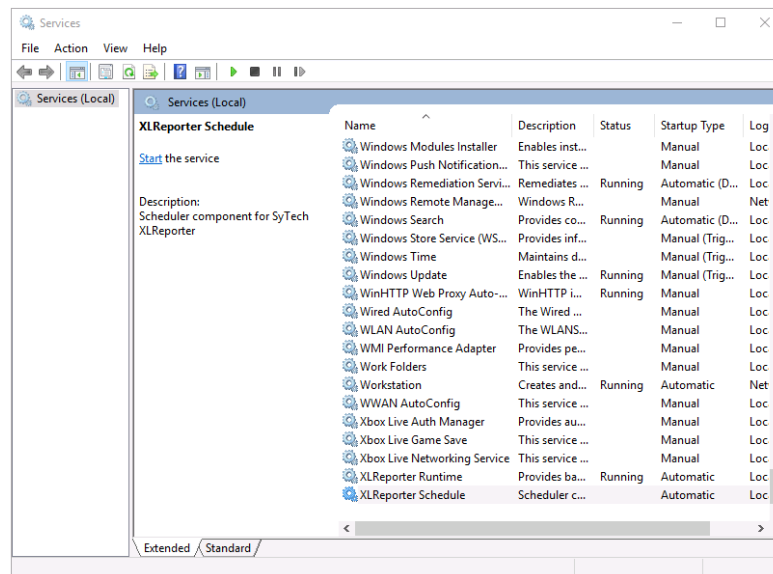 Services
File Action View Help
Services (Local)
Services (Local)
XLReporter Schedule
Start the service
Description:
Scheduler component for SyTech
XLReporter
Name Description Status Startup Type Log
Windows Modules Installer Enables inst... Manual Loc
Windows Push Notification... This service ... Manual Loc
Windows Remediation Servi... Remediates ... Running Automatic (D... Loc
Windows Remote Manage... Windows R... Manual Net
Windows Search Provides co... Running Automatic (D... Loc
Windows Store Service (WS... Provides inf... Manual (Trig... Loc
Windows Time Maintains d... Manual (Trig... Loc
Windows Update Enables the ... Running Manual (Trig... Loc
WinHTTP Web Proxy Auto-... WinHTTP i... Running Manual Loc
Wired AutoConfig The Wired ... Manual Loc
WLAN AutoConfig The WLANS... Manual Loc
WMI Performance Adapter Provides pe... Manual Loc
Work Folders This service ... Manual Loc
Workstation Creates and... Running Automatic Net
WWAN AutoConfig This service ... Manual Loc
Xbox Live Auth Manager Provides au... Manual Loc
Xbox Live Game Save This service ... Manual Loc
Xbox Live Networking Service This service ... Manual Loc
XLReporter Runtime Provides ba... Running Automatic Loc
XLReporter Schedule Scheduler c... Automatic Loc
Extended Standard